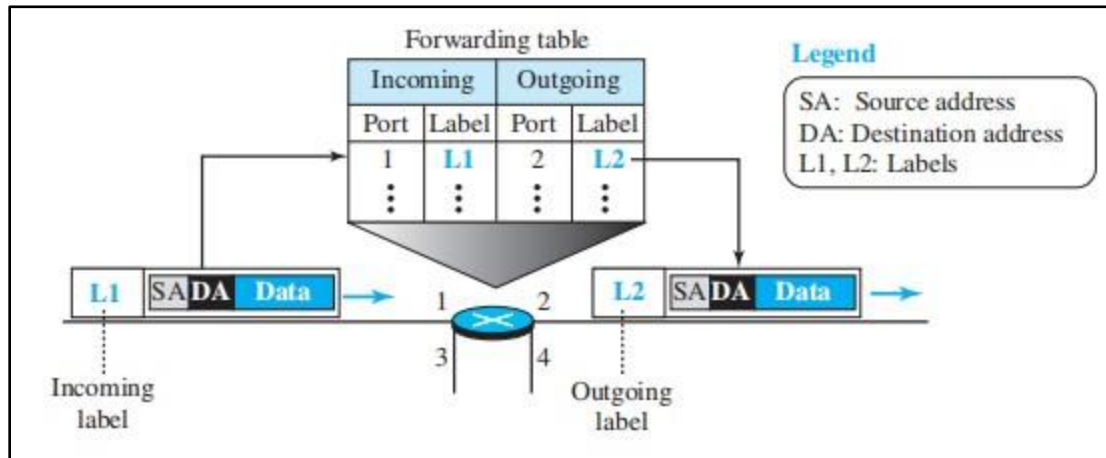 Forwarding table
Incoming Outgoing
Port Label Port Label
1 L1 2 L2
Legend
SA: Source address
DA: Destination address
L1, L2: Labels
L1 SA DA Data
1 2
3 4
L2 SA DA Data
Incoming
label
Outgoing
label